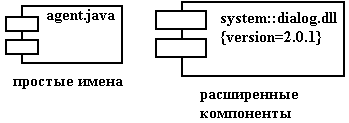 agent.java
system::dialog.dll
{version=2.0.1}
простые имена
расширенные
компоненты